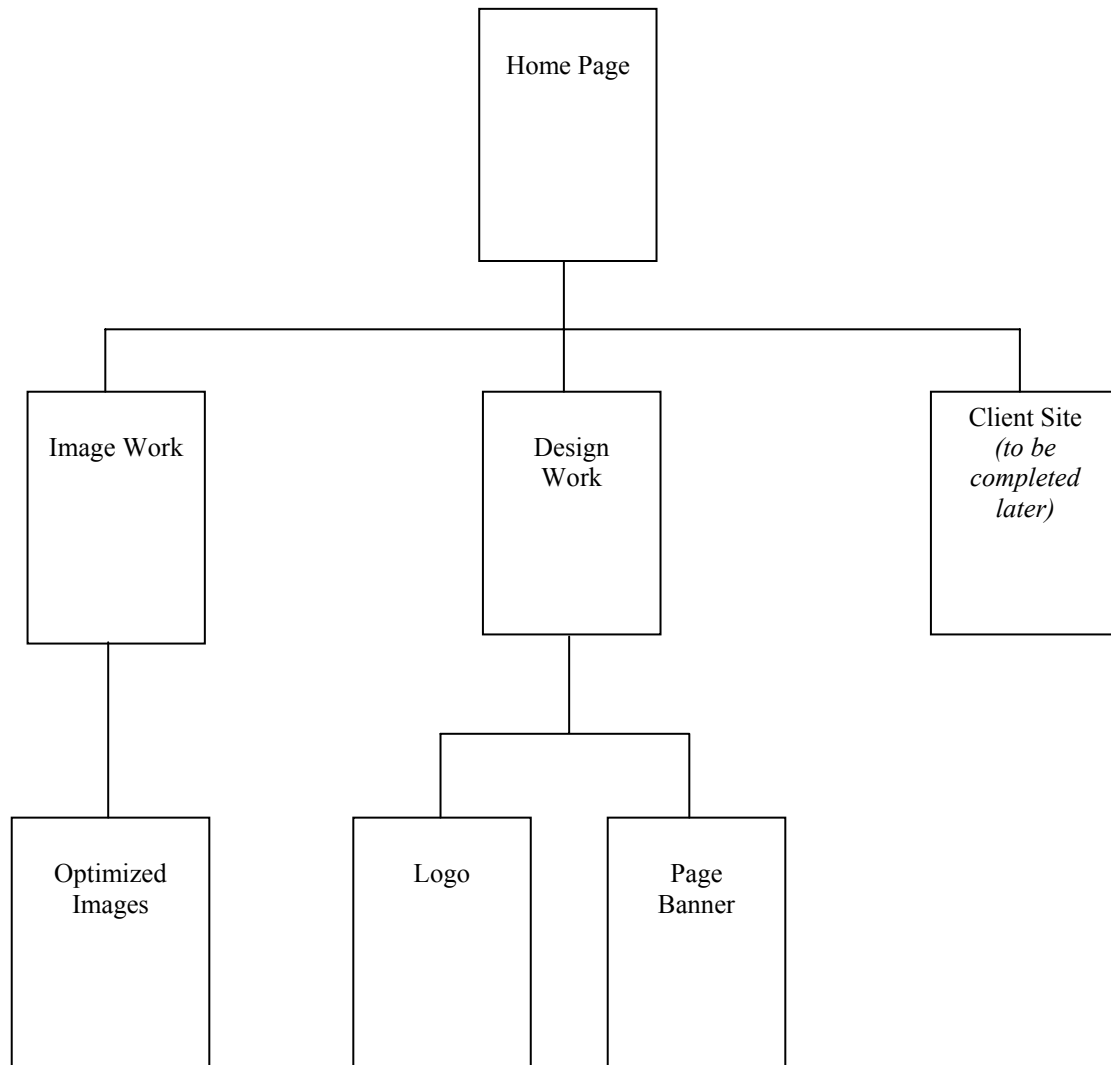 Home Page
Image Work
Design
Work
Client Site
(to be
completed
later)
Optimized
Images
Logo
Page
Banner